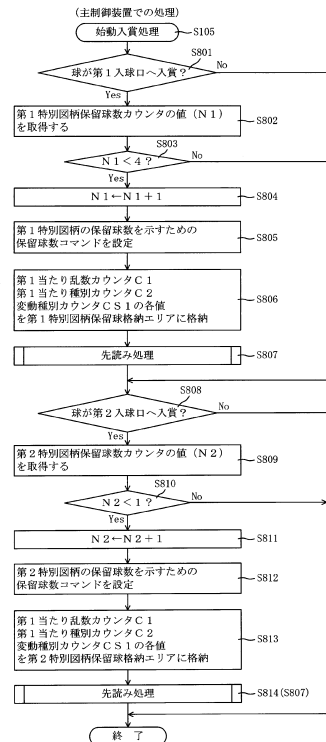 (主制御装置での処理)
始動入賞処理
S105
S801
球が第1入球口へ入賞?
No
Yes
第1特別図柄保留球数カウンタの値(N1)
を取得する
S802
S803
N1<4?
No
Yes
N1←N1+1
S804
第1特別図柄の保留球数を示すための
保留球数コマンドを設定
S805
第1当たり乱数カウンタC1
第1当たり種別カウンタC2
変動種別カウンタCS1の各値
を第1特別図柄保留球格納エリアに格納
S806
先読み処理
S807
S808
球が第2入球口へ入賞?
No
Yes
第2特別図柄保留球数カウンタの値(N2)
を取得する
S809
S810
N2<1?
No
Yes
N2←N2+1
S811
第2特別図柄の保留球数を示すための
保留球数コマンドを設定
S812
第1当たり乱数カウンタC1
第1当たり種別カウンタC2
変動種別カウンタCS1の各値
を第2特別図柄保留球格納エリアに格納
S813
先読み処理
S814(S807)
終 了